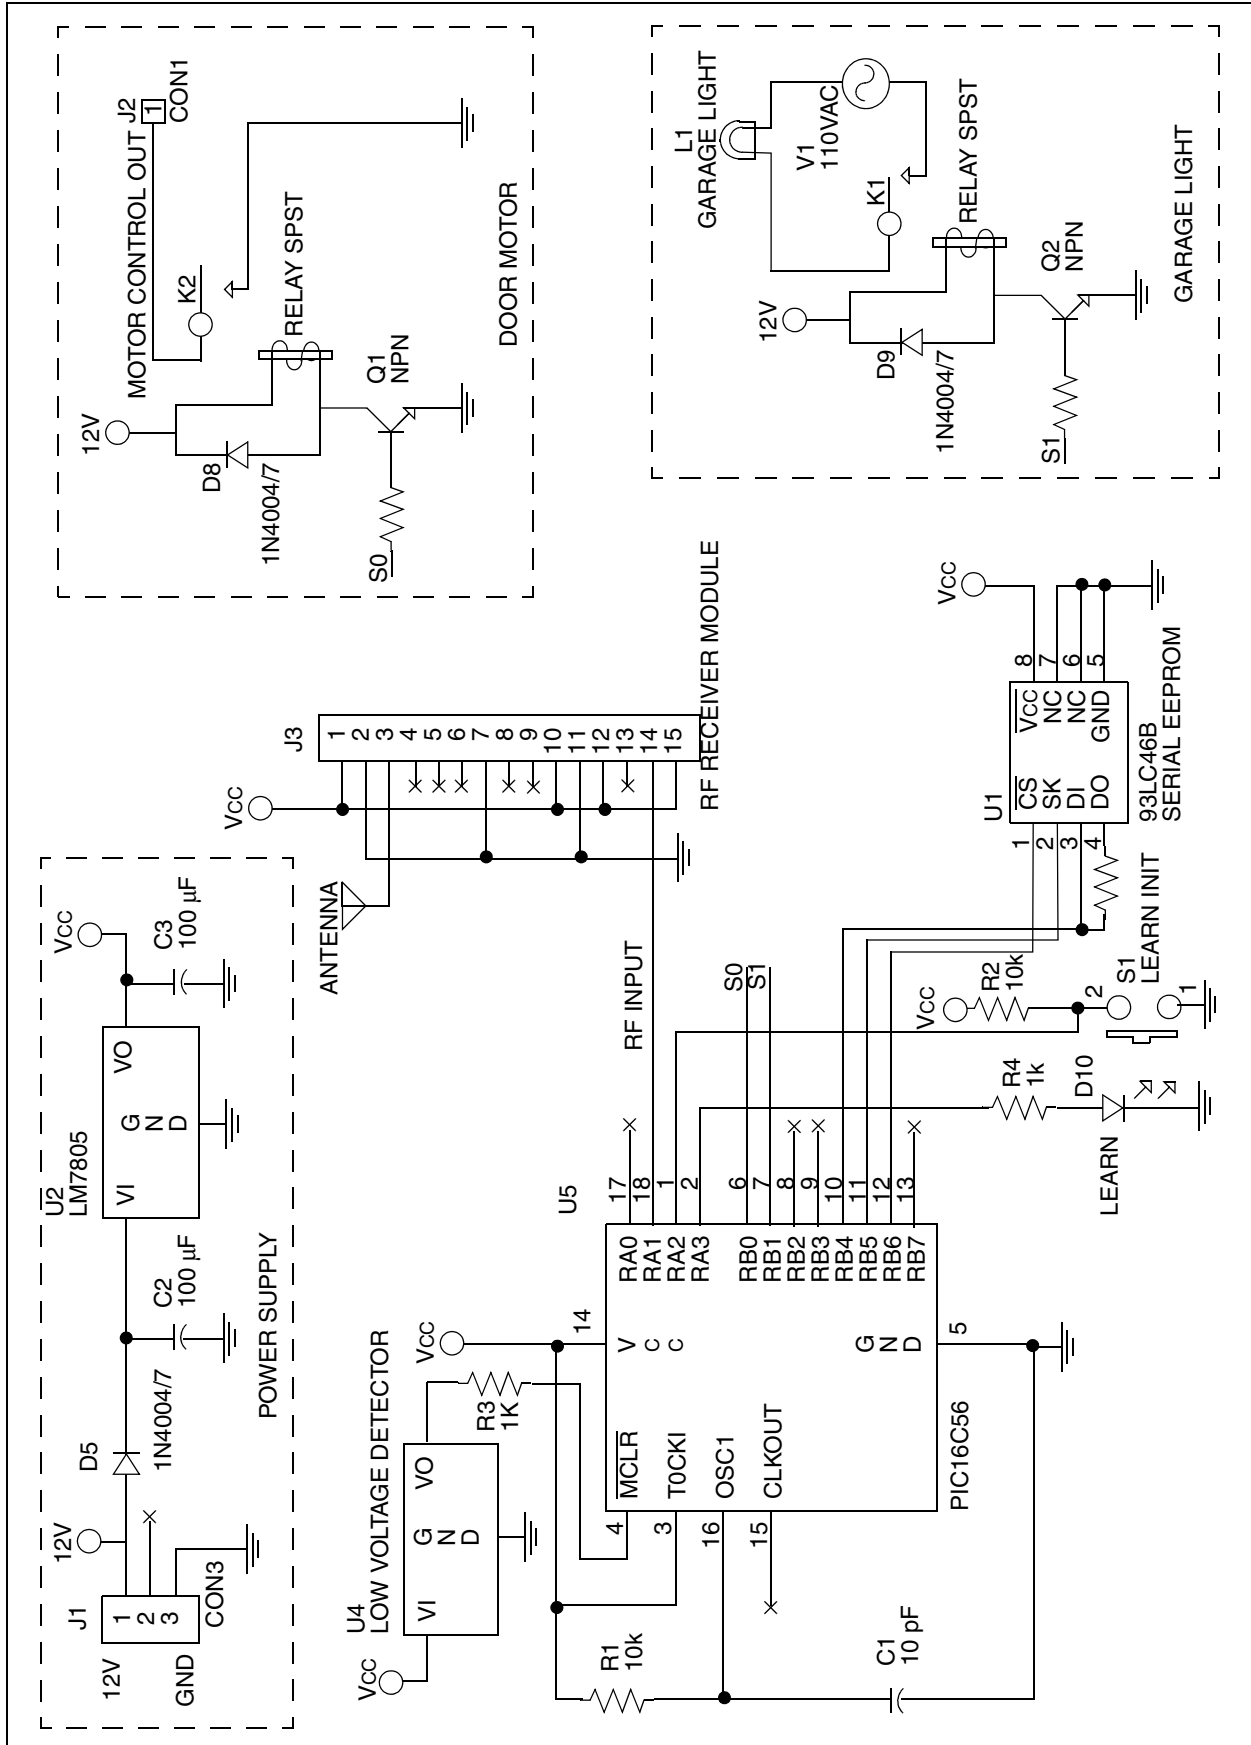 J1
12V
GND
1
2
3
CON3
12V
D5
1N4004/7
POWER SUPPLY
C2
100 µF
U2
LM7805
VI
G
N
D
VO
C3
100 µF
VCC
ANTENNA
VCC
J3
1
2
3
4
5
6
7
8
9
10
11
12
13
14
15
RF RECEIVER MODULE
RF INPUT
12V
D8
1N4004/7
S0
Q1
NPN
RELAY SPST
K2
MOTOR CONTROL OUT
J2
1
CON1
DOOR MOTOR
12V
D9
1N4004/7
S1
Q2
NPN
RELAY SPST
K1
V1
110VAC
L1
GARAGE LIGHT
GARAGE LIGHT
VCC
U4
LOW VOLTAGE DETECTOR
VI
G
N
D
VO
R3
1K
VCC
14
R1
10k
C1
10 pF
4
3
16
15
MCLR
T0CKI
OSC1
CLKOUT
V
C
C
G
N
D
5
PIC16C56
U5
RA0
RA1
RA2
RA3
RB0
RB1
RB2
RB3
RB4
RB5
RB6
RB7
17
18
1
2
6
7
8
9
10
11
12
13
S0
S1
LEARN
D10
R4
1k
VCC
R2
10k
2
1
S1
LEARN INIT
U1
1
2
3
4
CS
SK
DI
DO
VCC
NC
NC
GND
8
7
6
5
93LC46B
SERIAL EEPROM
VCC